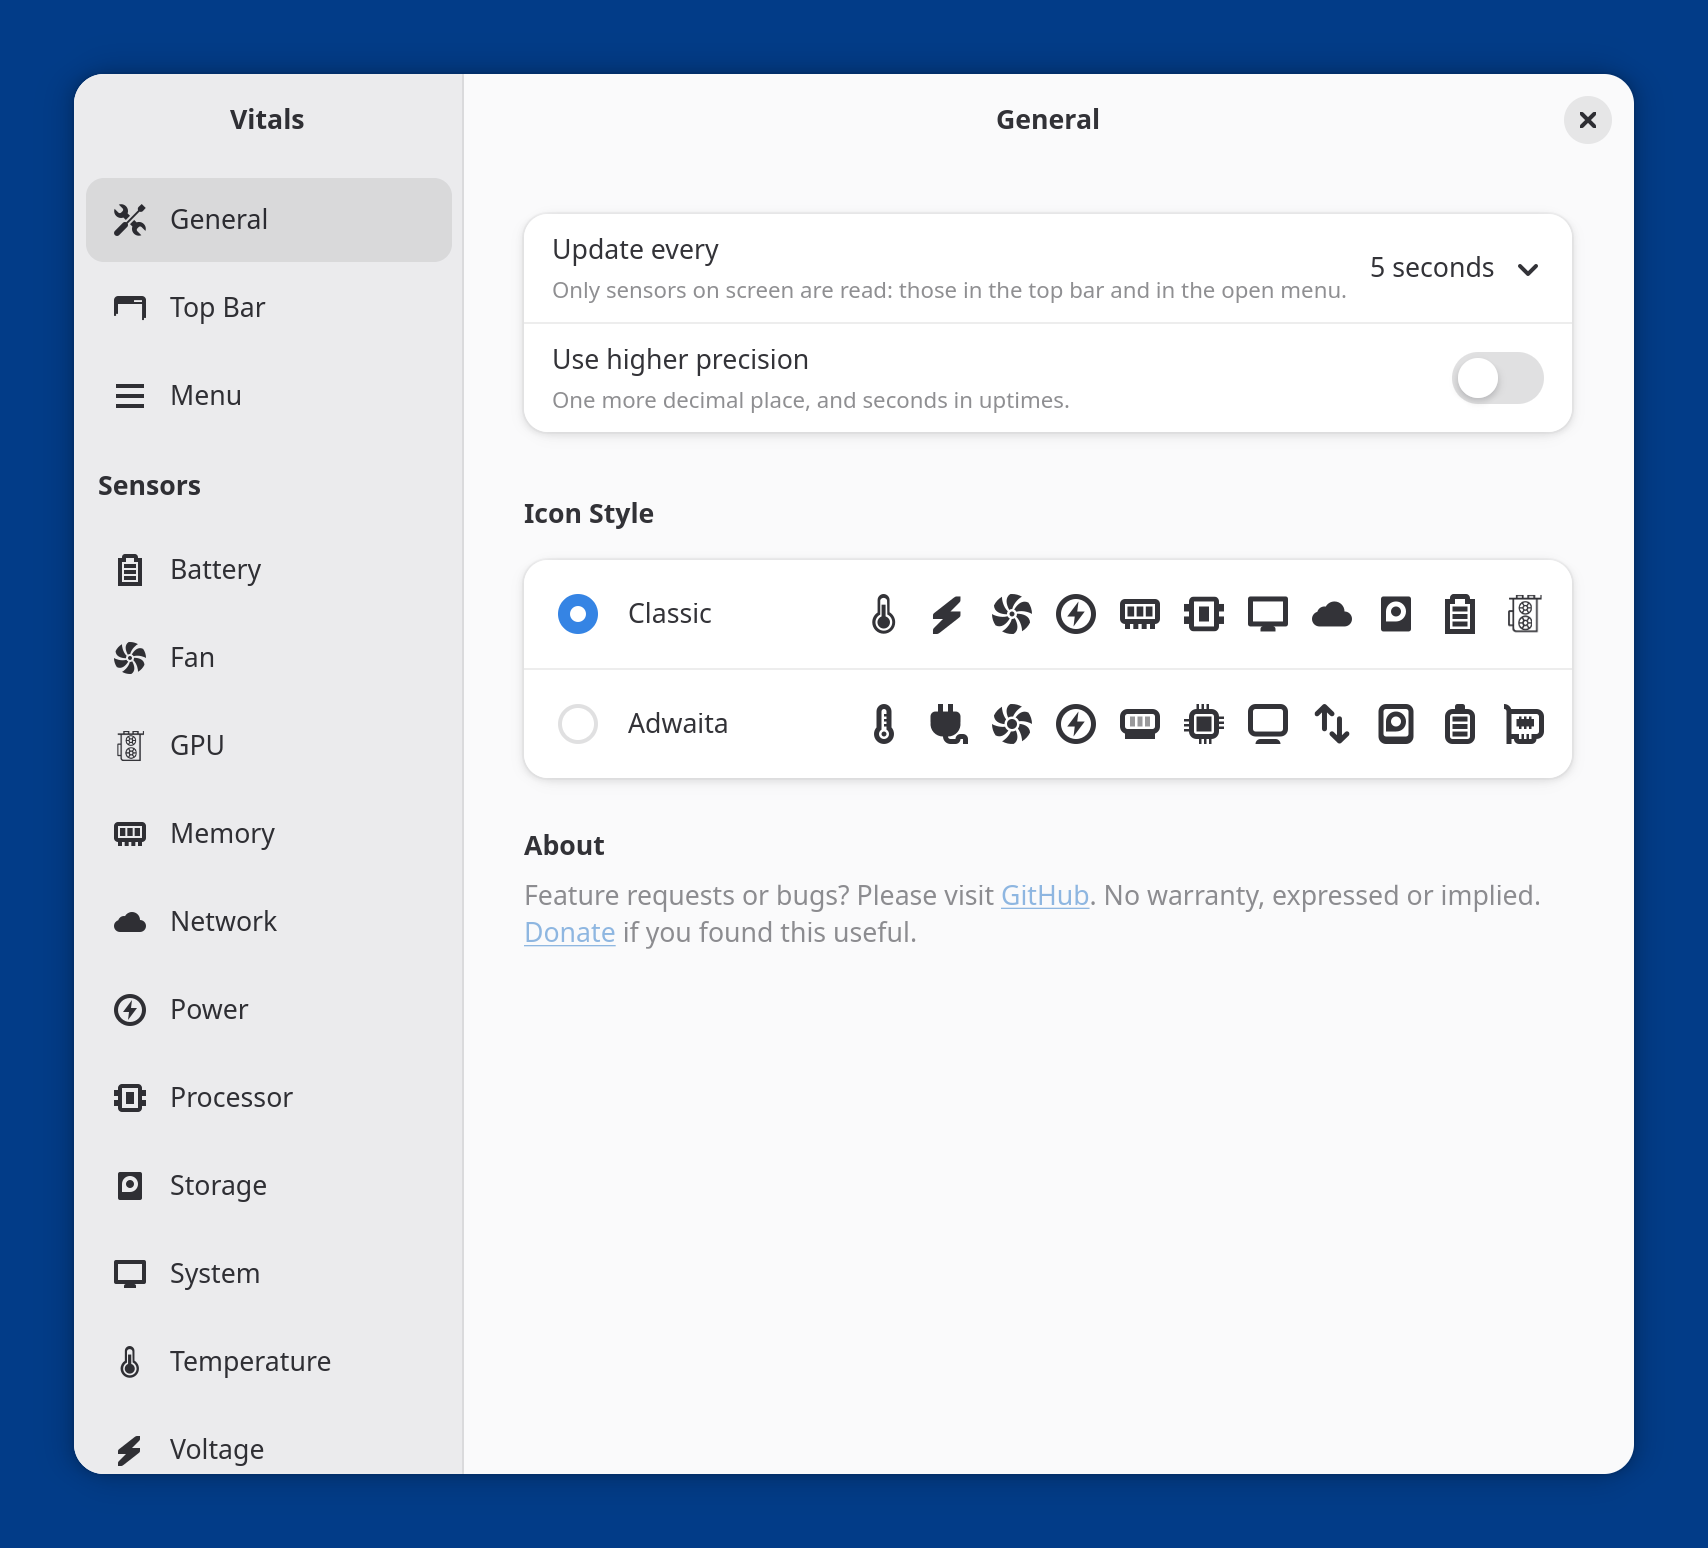 Vitals
General
Top Bar
Menu
Sensors
Battery
Fan
GPU
Memory
Network
Power
Processor
Storage
System
Temperature
Voltage
General
Update every
Only sensors on screen are read: those in the top bar and in the open menu.
5 seconds
Use higher precision
One more decimal place, and seconds in uptimes.
Icon Style
Classic
Adwaita
About
Feature requests or bugs? Please visit GitHub. No warranty, expressed or implied.
Donate if you found this useful.